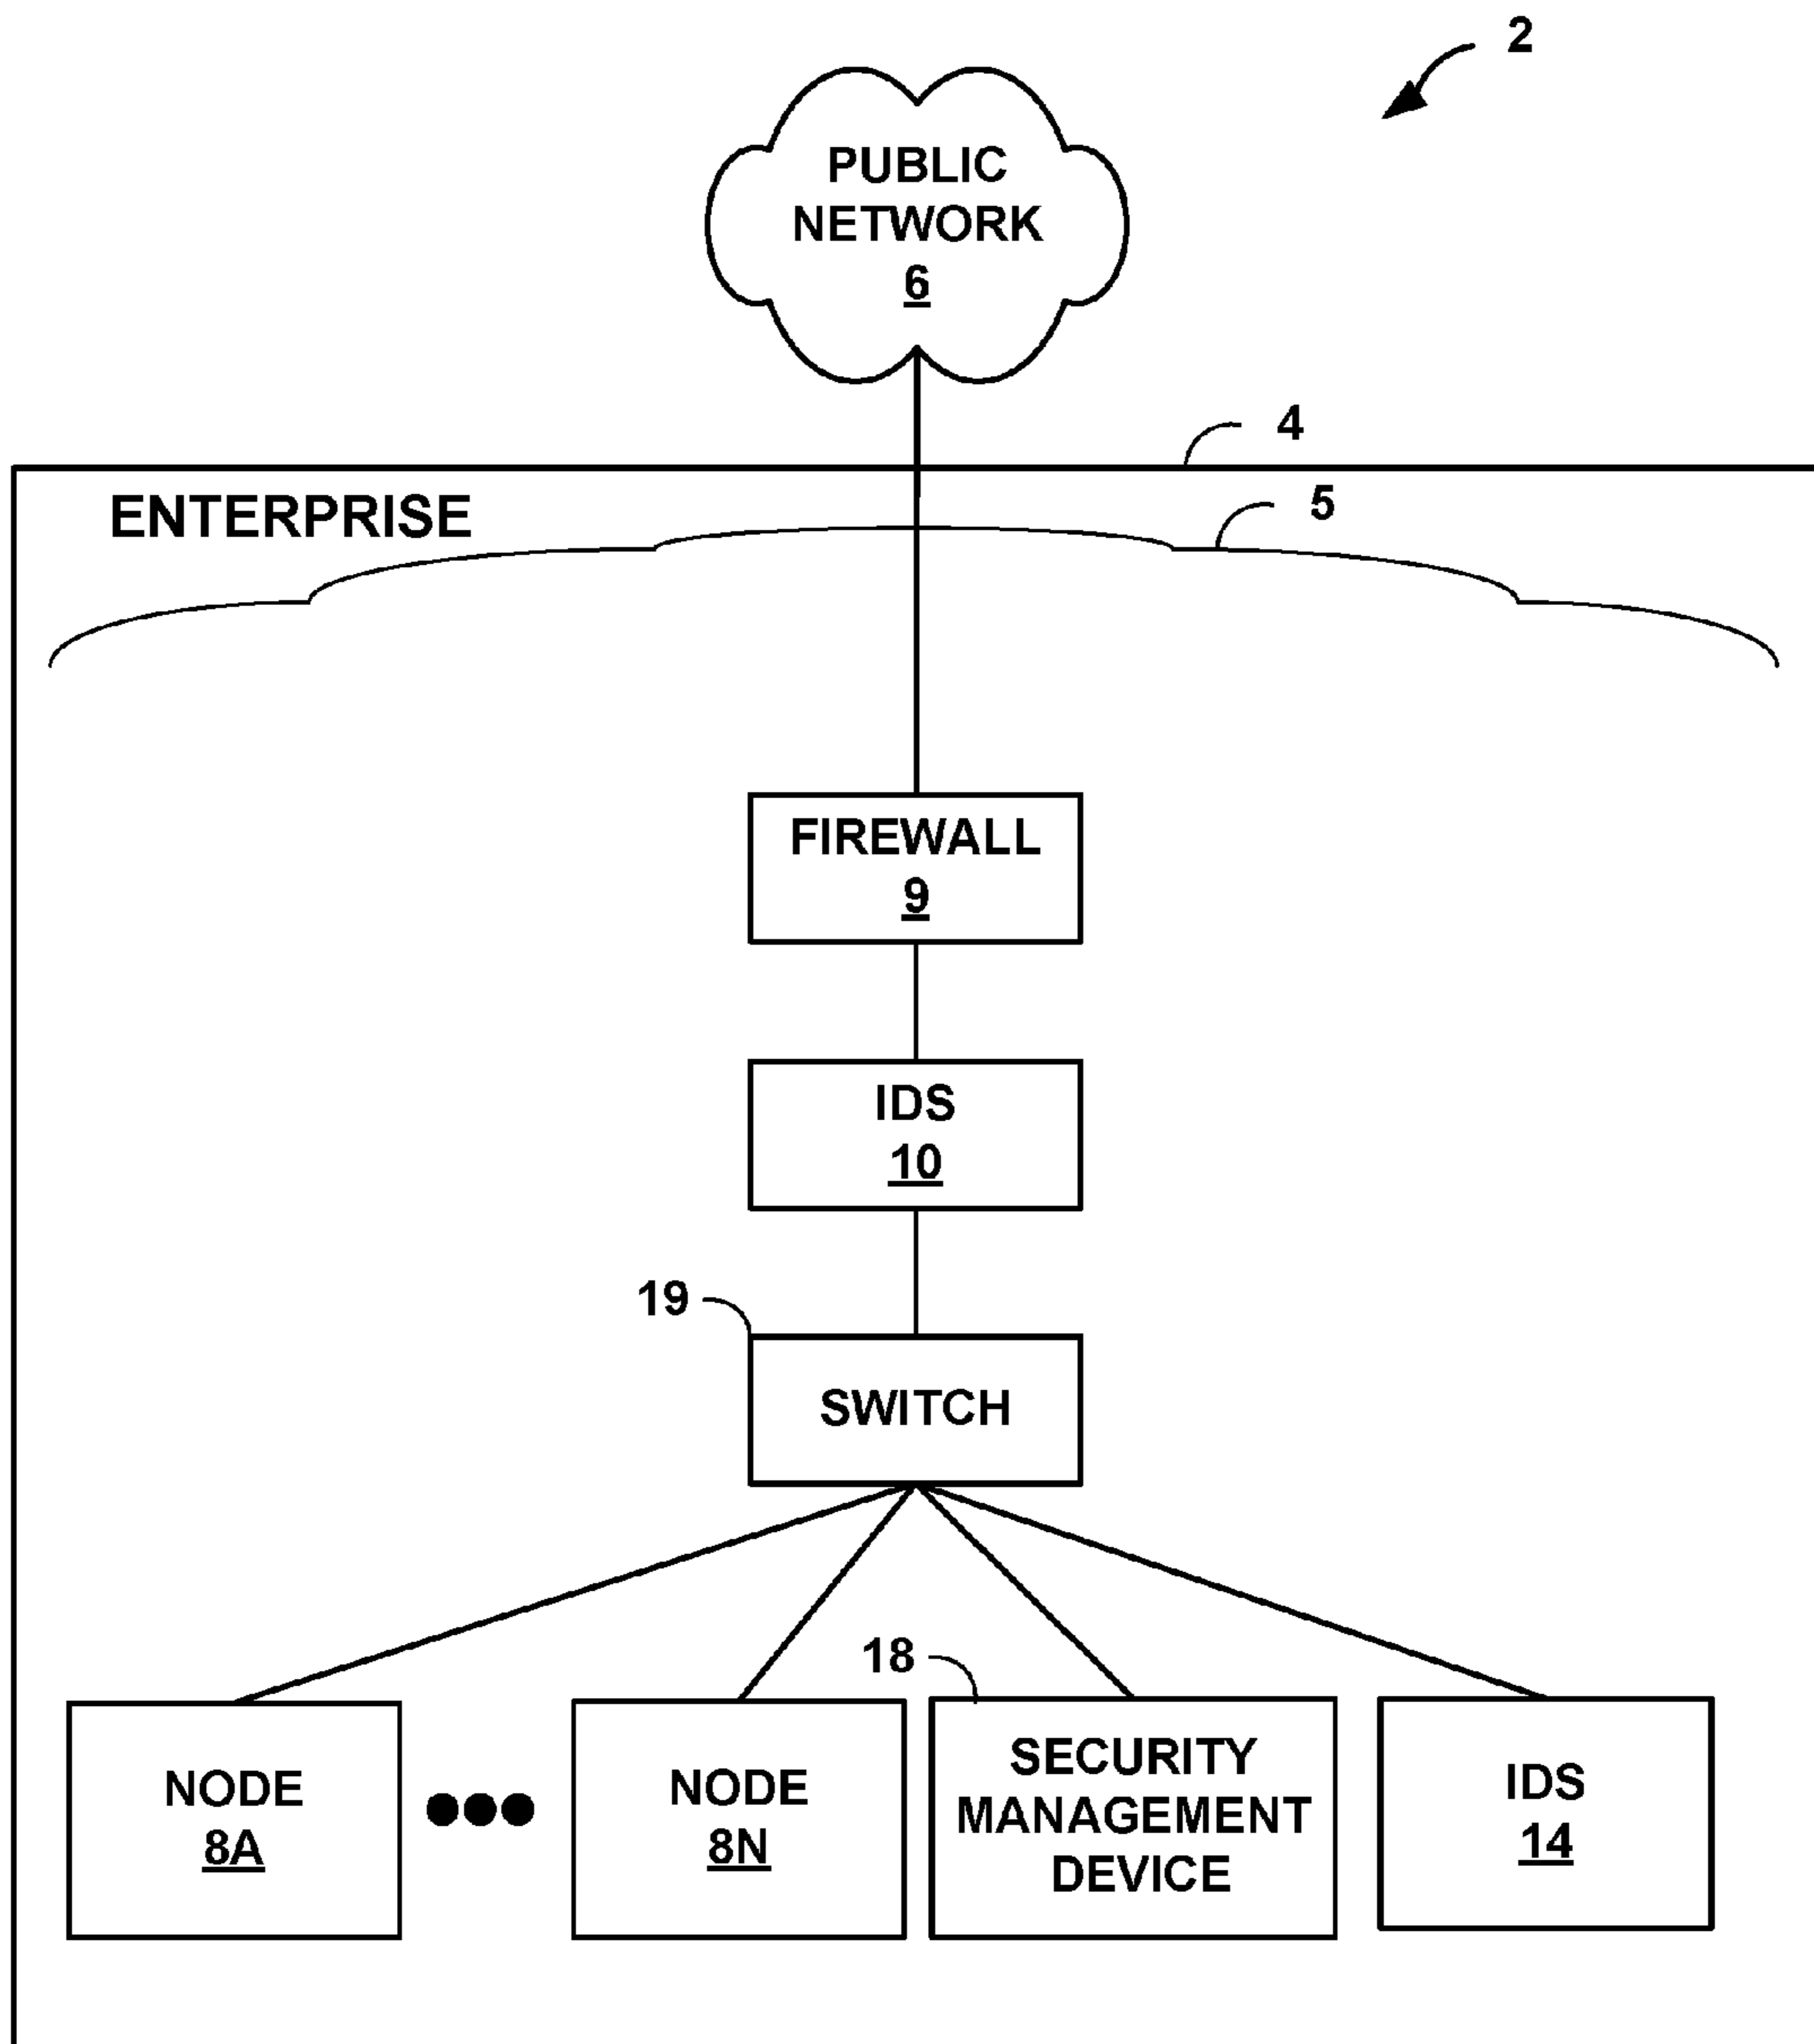 2
PUBLIC
NETWORK
6
4
ENTERPRISE
5
FIREWALL
9
IDS
10
19
SWITCH
18
NODE
8A
NODE
8N
SECURITY
MANAGEMENT
DEVICE
IDS
14